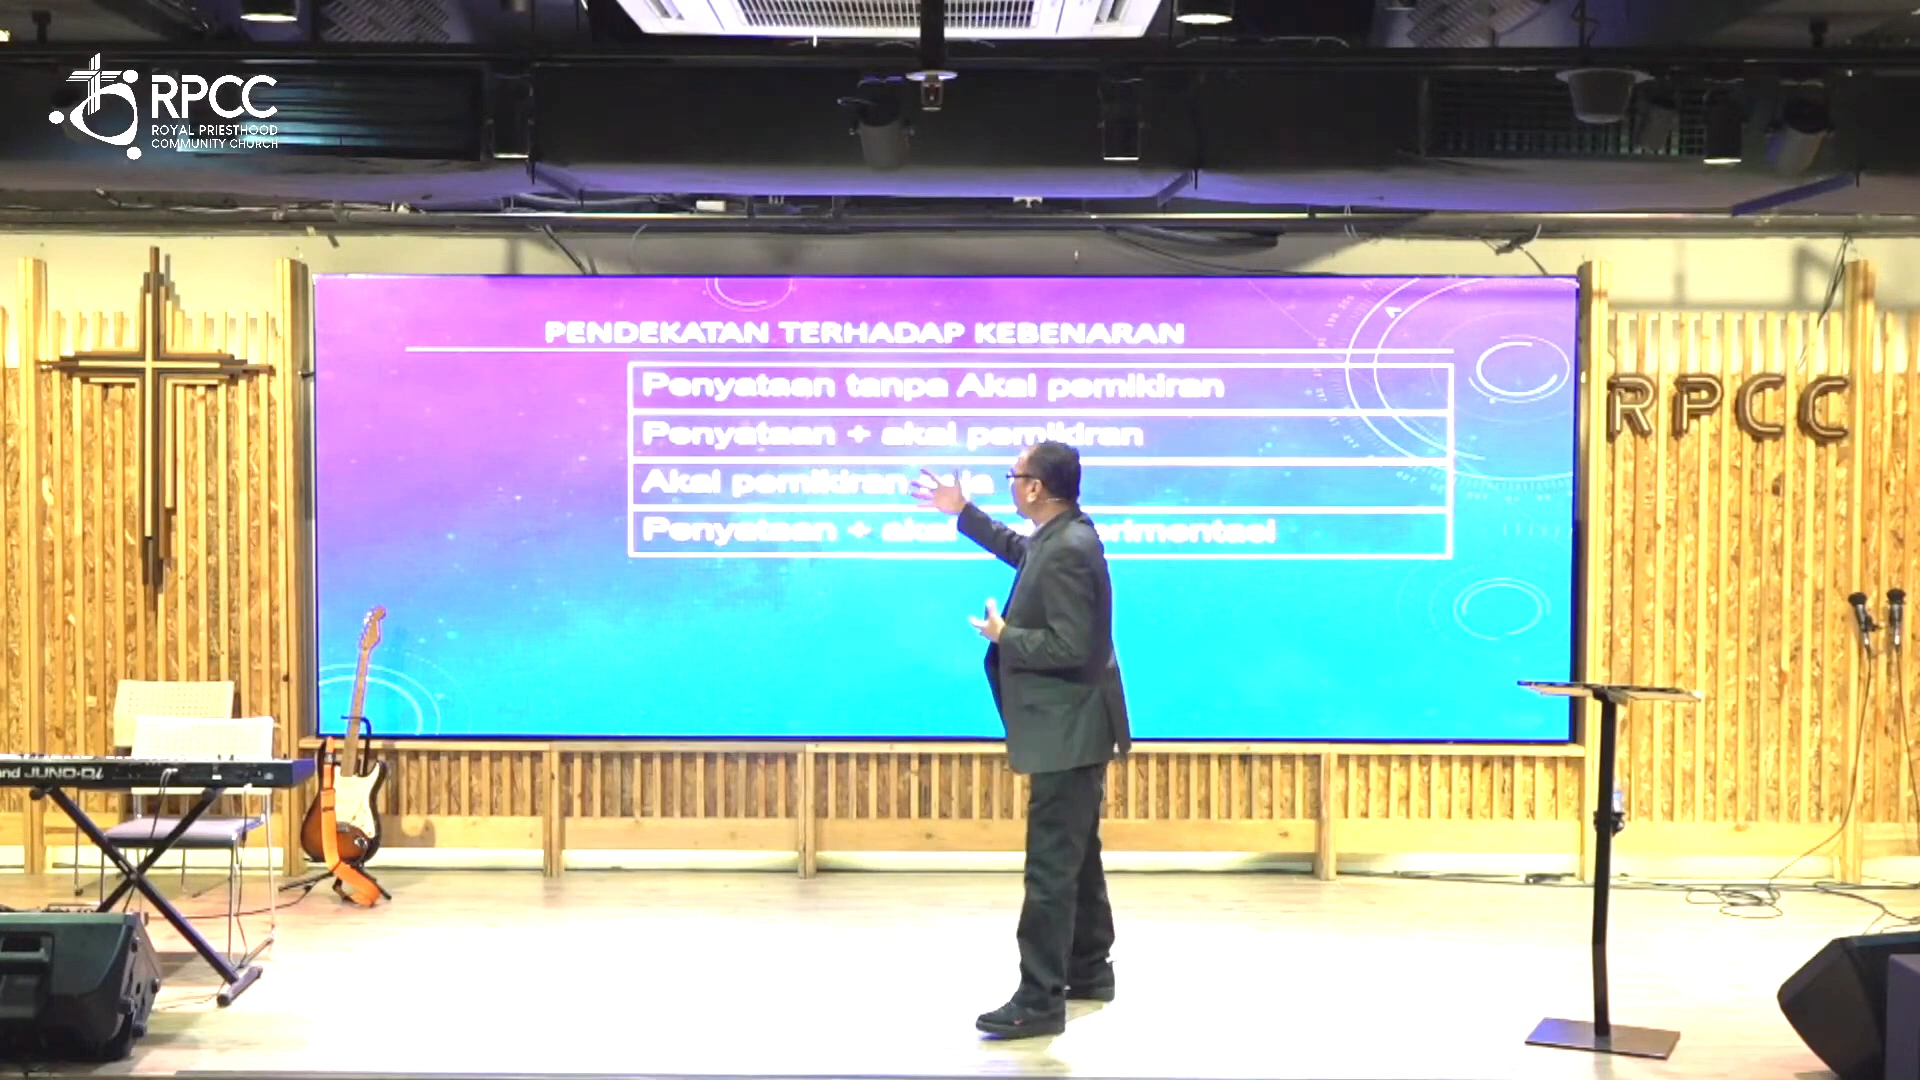 RPCC
ROYAL PRIESTHOOD
COMMUNITY CHURCH
PENDEKATAN TERHADAP KEBENARAN
Penyataan tanpa Akal pemikiran
Penyataan + akal pemikiran
Akal pemikiran
Penyataan + akal
RPCC
JUNO-Di